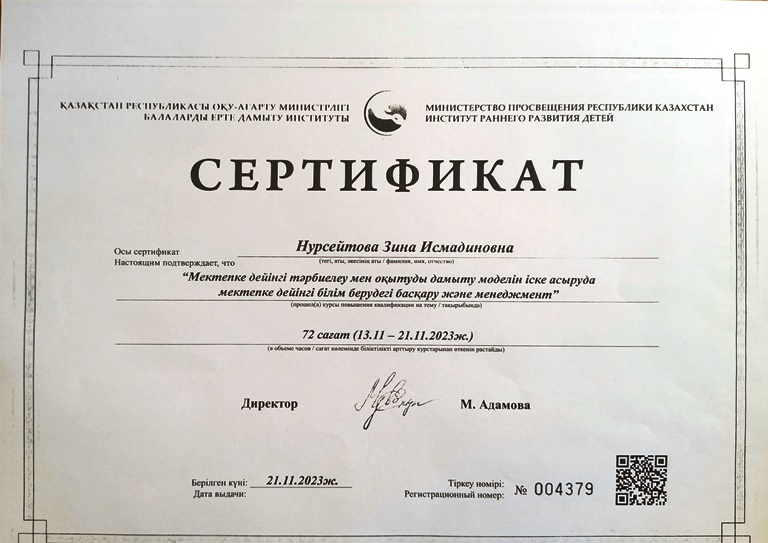 ҚАЗАҚСТАН РЕСПУБЛИКАСЫ ОҚУ-АҒАРТУ МИНИСТРЛІГІ
БАЛАЛАРДЫ ЕРТЕ ДАМЫТУ ИНСТИТУТЫ
МИНИСТЕРСТВО ПРОСВЕЩЕНИЯ РЕСПУБЛИКИ КАЗАХСТАН
ИНСТИТУТ РАННЕГО РАЗВИТИЯ ДЕТЕЙ
СЕРТИФИКАТ
Осы сертификат
Настоящим подтверждает, что
Нурсейтова Зина Исмадиновна
(тегі, аты, әкесінің аты / фамилия, имя, отчество)
“Мектепке дейінгі тәрбиелеу мен оқытуды дамыту моделін іске асыруда
мектепке дейінгі білім берудегі басқару және менеджмент”
(прошел(а) курсы повышения квалификации на тему / тақырыбында)
72 сағат (13.11 – 21.11.2023ж.)
(в объеме часов / сағат көлемінде біліктілікті арттыру курстарынан өткенін растайды)
Директор
М. Адамова
Берілген күні:
Дата выдачи:
21.11.2023ж.
Тіркеу номірі:
Регистрационный номер:
№ 004379